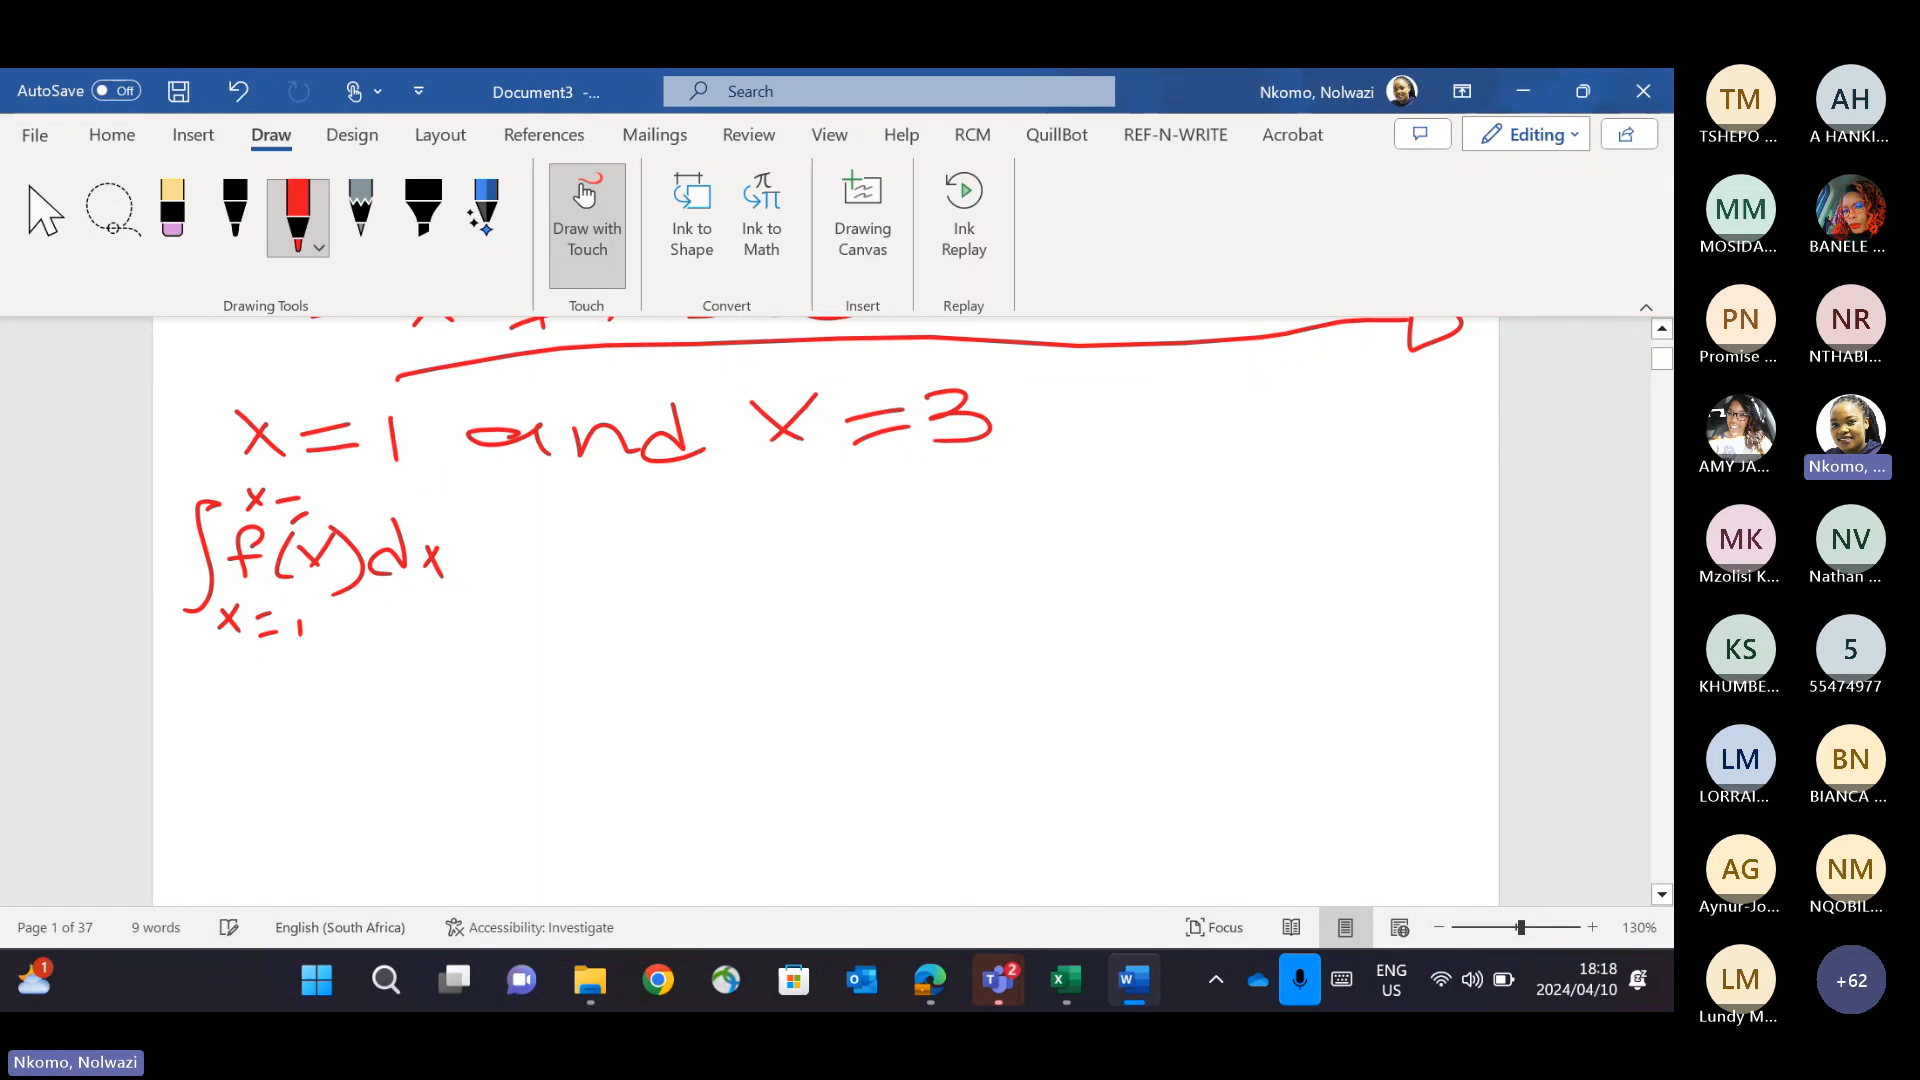 AutoSave Off Document3 -... Search Nkomo, Nolwazi
File Home Insert Draw Design Layout References Mailings Review View Help RCM QuillBot REF-N-WRITE Acrobat Editing
Draw with Touch
Ink to Shape
Ink to Math
Drawing Canvas
Ink Replay
Drawing Tools Touch Convert Insert Replay
x = 1 and x = 3
x =
∫ f(x) dx
x = 1
Page 1 of 37 9 words English (South Africa) Accessibility: Investigate Focus 130%
1 2 ENG US 18:18 2024/04/10
Nkomo, Nolwazi
TM AH
TSHEPO ... A HANKI...
MM
MOSIDA... BANELE ...
PN NR
Promise ... NTHABI...
AMY JA... Nkomo, ...
MK NV
Mzolisi K... Nathan ...
KS 5
KHUMBE... 55474977
LM BN
LORRAI... BIANCA ...
AG NM
Aynur-Jo... NQOBIL...
LM +62
Lundy M...